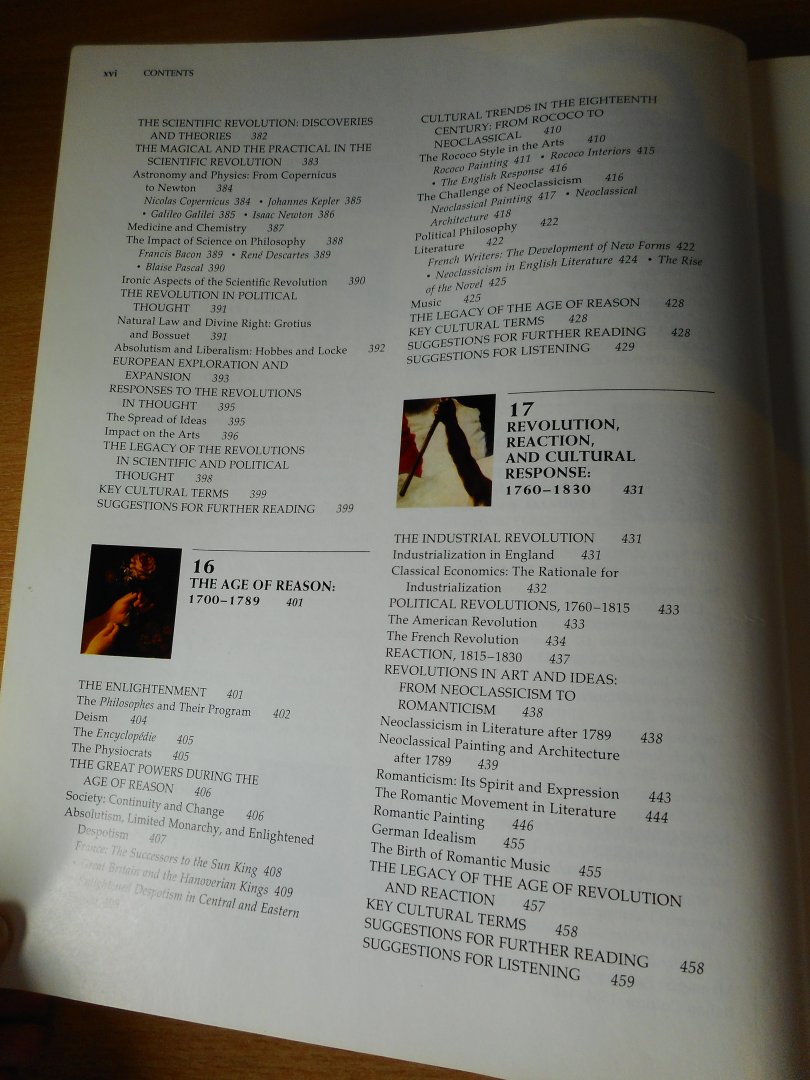 xvi CONTENTS
THE SCIENTIFIC REVOLUTION: DISCOVERIES
AND THEORIES 382
THE MAGICAL AND THE PRACTICAL IN THE
SCIENTIFIC REVOLUTION 383
Astronomy and Physics: From Copernicus
to Newton 384
Nicolas Copernicus 384 • Johannes Kepler 385
• Galileo Galilei 385 • Isaac Newton 386
Medicine and Chemistry 387
The Impact of Science on Philosophy 388
Francis Bacon 389 • René Descartes 389
• Blaise Pascal 390
Ironic Aspects of the Scientific Revolution 390
THE REVOLUTION IN POLITICAL
THOUGHT 391
Natural Law and Divine Right: Grotius
and Bossuet 391
Absolutism and Liberalism: Hobbes and Locke 392
EUROPEAN EXPLORATION AND
EXPANSION 393
RESPONSES TO THE REVOLUTIONS
IN THOUGHT 395
The Spread of Ideas 395
Impact on the Arts 396
THE LEGACY OF THE REVOLUTIONS
IN SCIENTIFIC AND POLITICAL
THOUGHT 398
KEY CULTURAL TERMS 399
SUGGESTIONS FOR FURTHER READING 399
16
THE AGE OF REASON:
1700–1789 401
THE ENLIGHTENMENT 401
The Philosophes and Their Program 402
Deism 404
The Encyclopédie 405
The Physiocrats 405
THE GREAT POWERS DURING THE
AGE OF REASON 406
Society: Continuity and Change 406
Absolutism, Limited Monarchy, and Enlightened
Despotism 407
France: The Successors to the Sun King 408
• Great Britain and the Hanoverian Kings 409
• Enlightened Despotism in Central and Eastern
CULTURAL TRENDS IN THE EIGHTEENTH
CENTURY: FROM ROCOCO TO
NEOCLASSICAL 410
The Rococo Style in the Arts 410
Rococo Painting 411 • Rococo Interiors 415
• The English Response 416
The Challenge of Neoclassicism 416
Neoclassical Painting 417 • Neoclassical
Architecture 418
Political Philosophy 422
Literature 422
French Writers: The Development of New Forms 422
• Neoclassicism in English Literature 424 • The Rise
of the Novel 425
Music 425
THE LEGACY OF THE AGE OF REASON 428
KEY CULTURAL TERMS 428
SUGGESTIONS FOR FURTHER READING 428
SUGGESTIONS FOR LISTENING 429
17
REVOLUTION,
REACTION,
AND CULTURAL
RESPONSE:
1760–1830 431
THE INDUSTRIAL REVOLUTION 431
Industrialization in England 431
Classical Economics: The Rationale for
Industrialization 432
POLITICAL REVOLUTIONS, 1760–1815 433
The American Revolution 433
The French Revolution 434
REACTION, 1815–1830 437
REVOLUTIONS IN ART AND IDEAS:
FROM NEOCLASSICISM TO
ROMANTICISM 438
Neoclassicism in Literature after 1789 438
Neoclassical Painting and Architecture
after 1789 439
Romanticism: Its Spirit and Expression 443
The Romantic Movement in Literature 444
Romantic Painting 446
German Idealism 455
The Birth of Romantic Music 455
THE LEGACY OF THE AGE OF REVOLUTION
AND REACTION 457
KEY CULTURAL TERMS 458
SUGGESTIONS FOR FURTHER READING 458
SUGGESTIONS FOR LISTENING 459